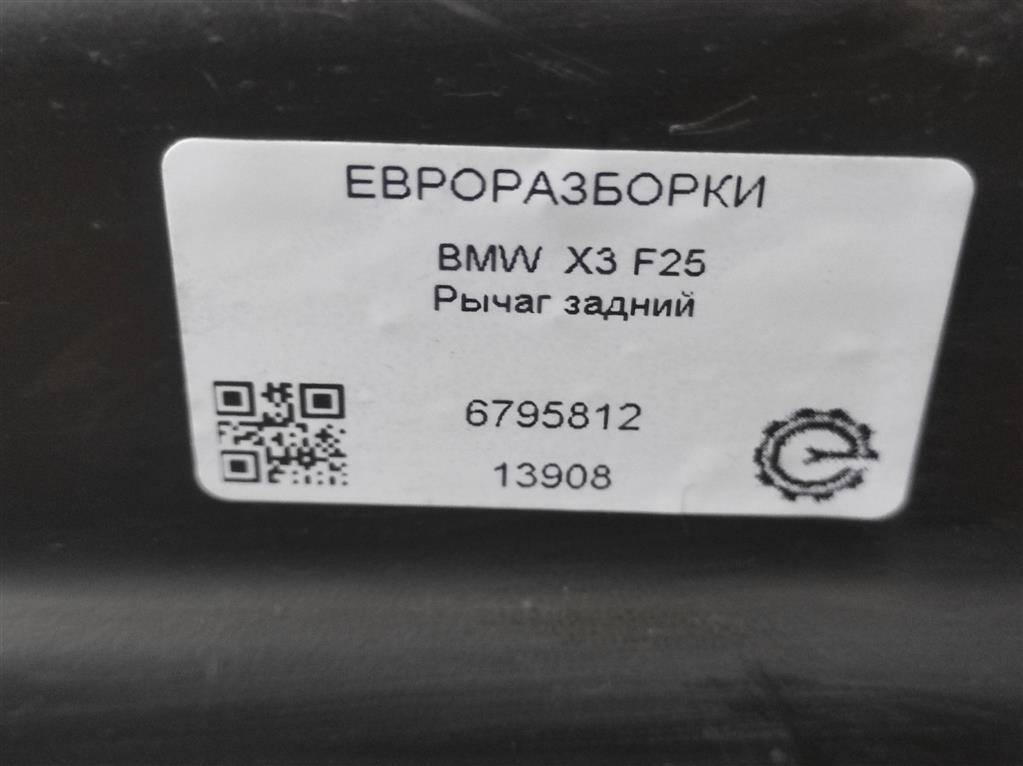 ЕВРОРАЗБОРКИ
BMW X3 F25
Рычаг задний
6795812
13908